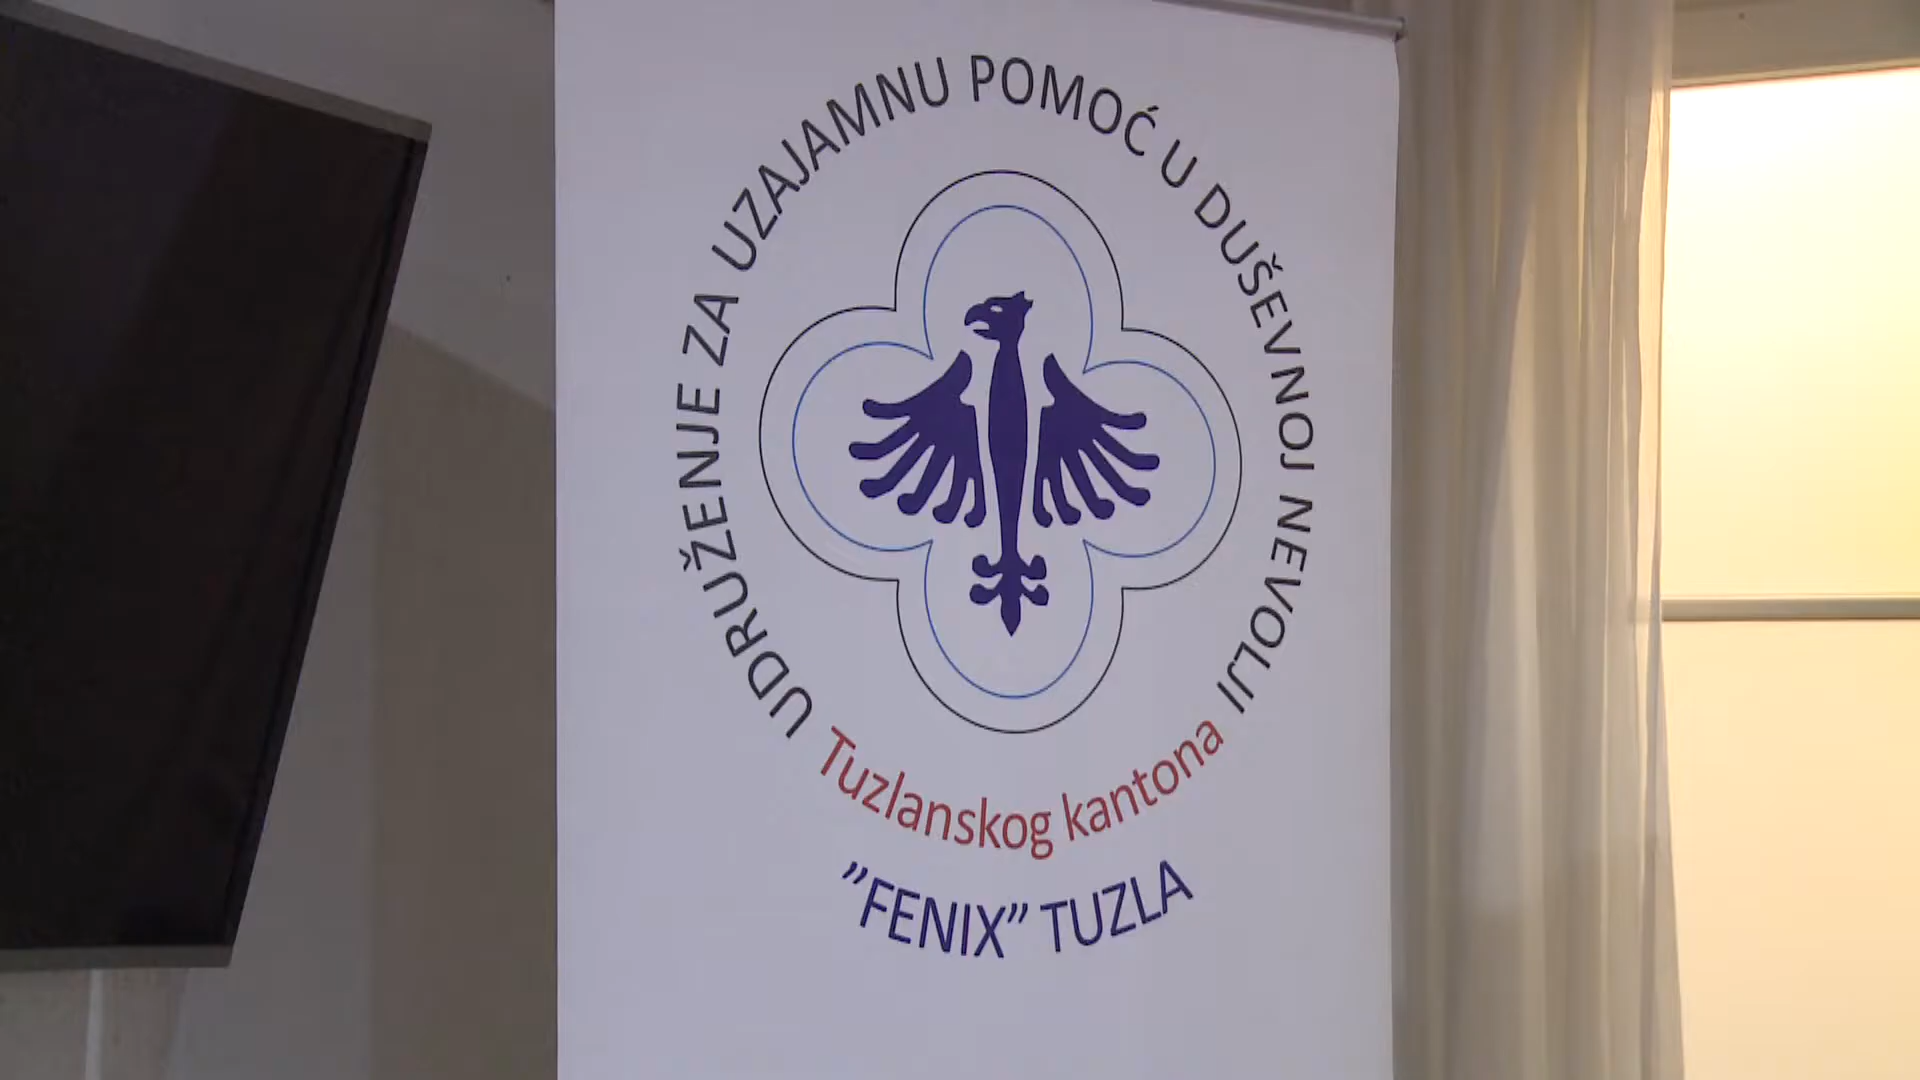 UDRUŽENJE ZA UZAJAMNU POMOĆ U DUŠEVNOJ NEVOLJI
Tuzlanskog kantona
”FENIX” TUZLA